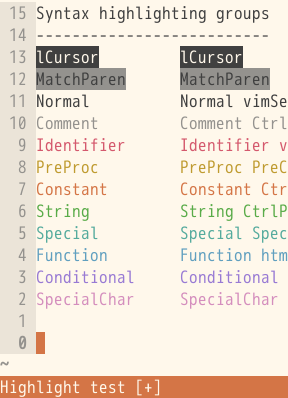 15 Syntax highlighting groups
14 --------------------------
13 lCursor lCursor
12 MatchParen MatchParen
11 Normal Normal vimSe
10 Comment Comment Ctrl
9 Identifier Identifier v
8 PreProc PreProc PreC
7 Constant Constant Ctr
6 String String CtrlP
5 Special Special Spec
4 Function Function htm
3 Conditional Conditional
2 SpecialChar SpecialChar
1
0
~
Highlight test [+]